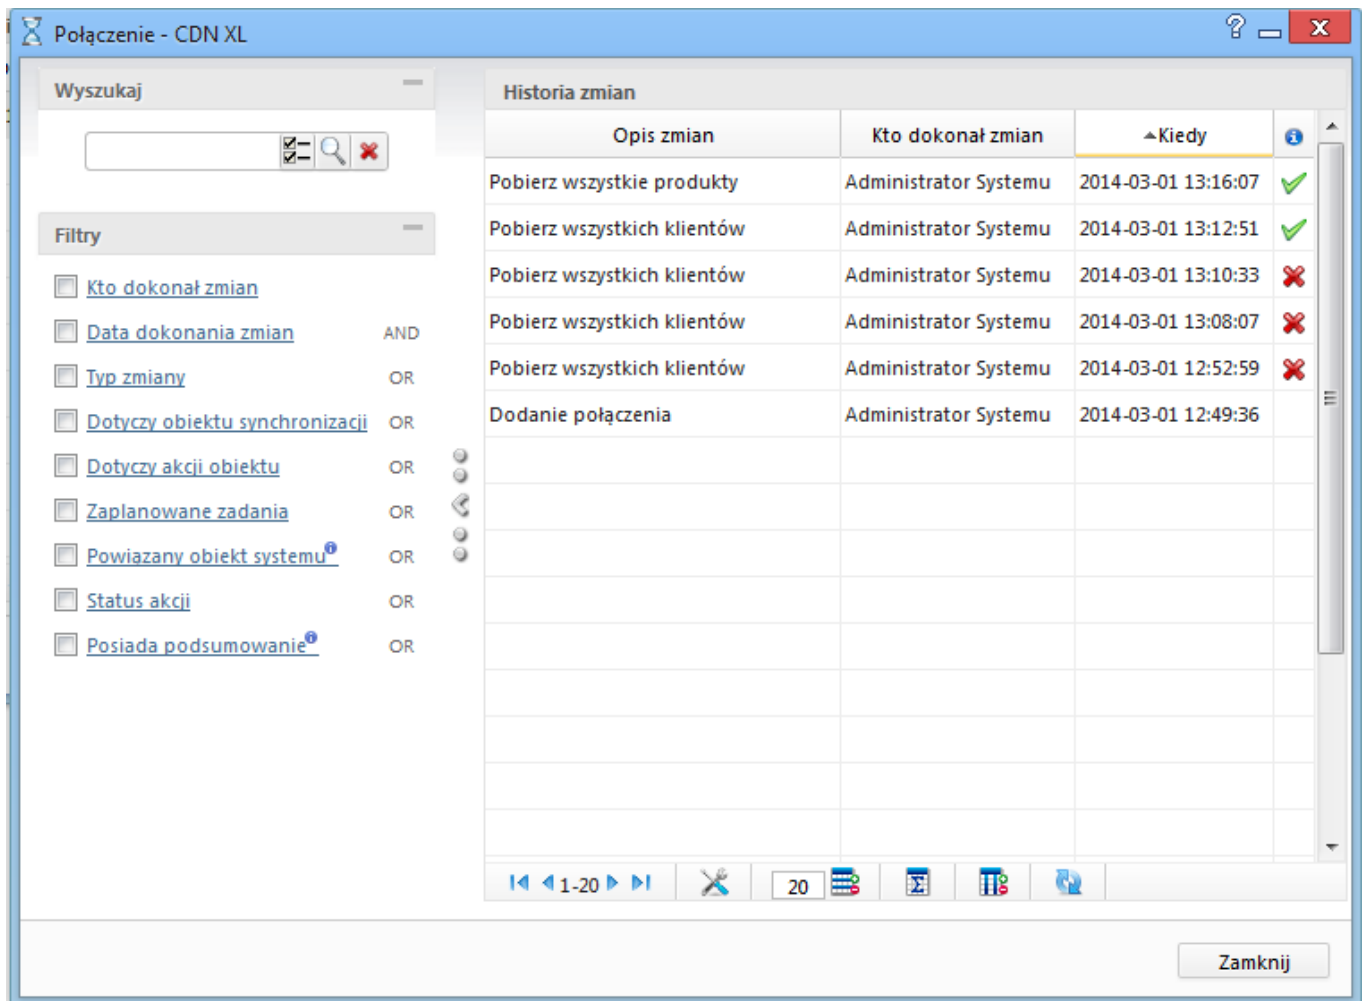 Połączenie - CDN XL
Wyszukaj
Filtry
Kto dokonał zmian
Data dokonania zmian AND
Typ zmiany OR
Dotyczy obiektu synchronizacji OR
Dotyczy akcji obiektu OR
Zaplanowane zadania OR
Powiazany obiekt systemu OR
Status akcji OR
Posiada podsumowanie OR
Historia zmian
Opis zmian Kto dokonał zmian Kiedy
Pobierz wszystkie produkty Administrator Systemu 2014-03-01 13:16:07
Pobierz wszystkich klientów Administrator Systemu 2014-03-01 13:12:51
Pobierz wszystkich klientów Administrator Systemu 2014-03-01 13:10:33
Pobierz wszystkich klientów Administrator Systemu 2014-03-01 13:08:07
Pobierz wszystkich klientów Administrator Systemu 2014-03-01 12:52:59
Dodanie połączenia Administrator Systemu 2014-03-01 12:49:36
1-20 20
Zamknij